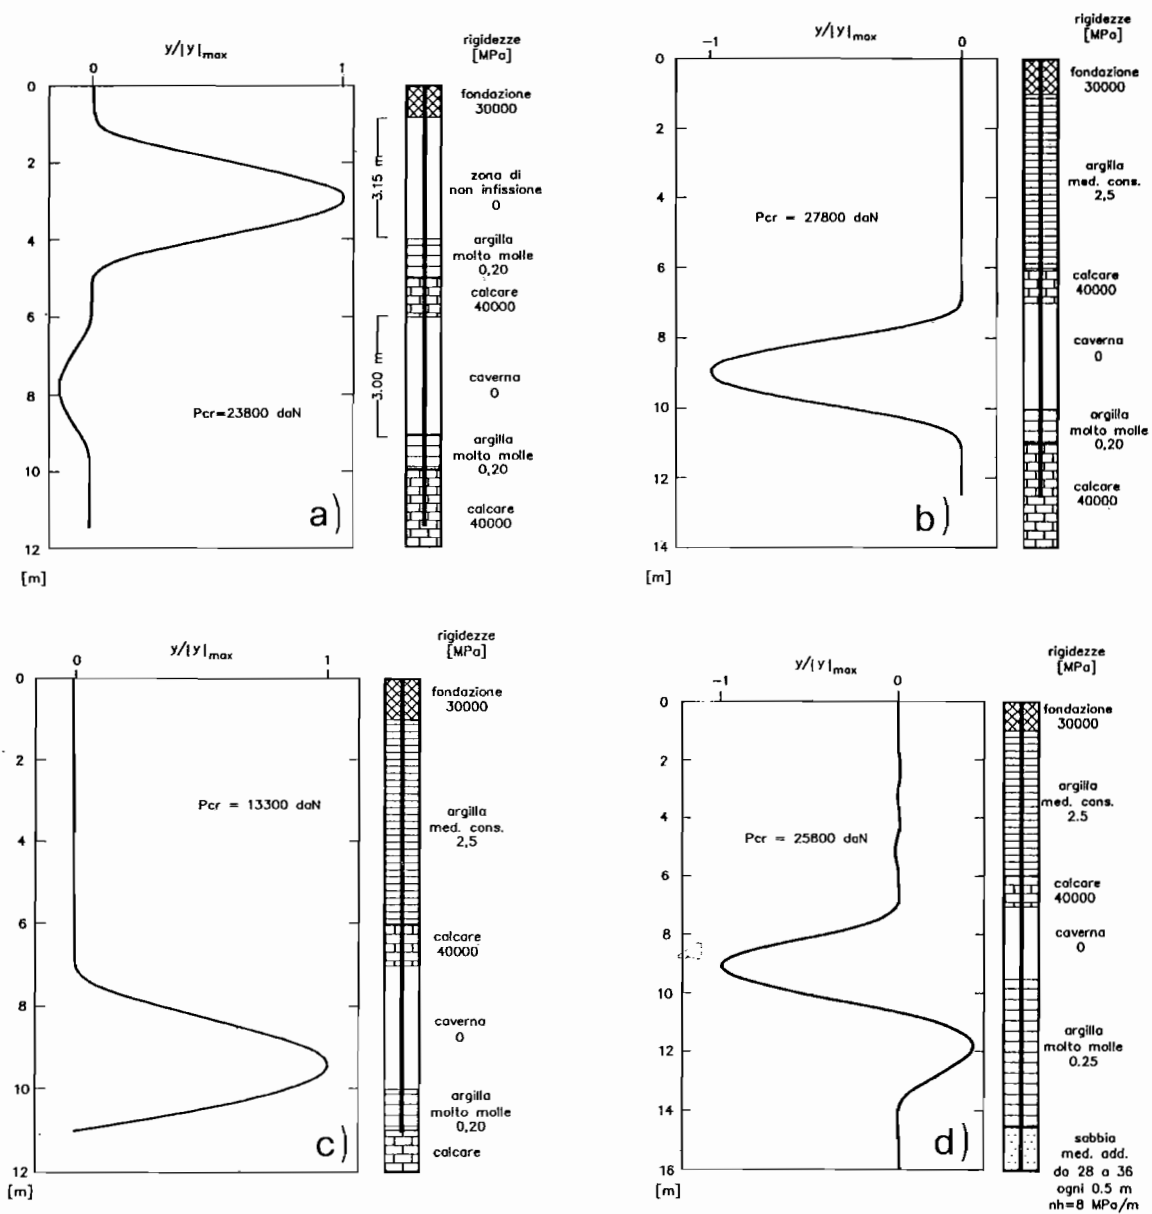 y/|y|max
rigidezze
[MPa]
0
1
0
2
4
6
8
10
12
[m]
3.15 m
3.00 m
Pcr=23800 daN
a)
fondazione
30000
zona di
non infissione
0
argilla
molto molle
0,20
calcare
40000
caverna
0
argilla
molto molle
0,20
calcare
40000
y/|y|max
rigidezze
[MPa]
-1
0
0
2
4
6
8
10
12
14
[m]
Pcr = 27800 daN
b)
fondazione
30000
argilla
med. cons.
2,5
calcare
40000
caverna
0
argilla
molto molle
0,20
calcare
40000
y/|y|max
rigidezze
[MPa]
0
1
0
2
4
6
8
10
12
[m]
Pcr = 13300 daN
c)
fondazione
30000
argilla
med. cons.
2,5
calcare
40000
caverna
0
argilla
molto molle
0,20
calcare
y/|y|max
rigidezze
[MPa]
-1
0
0
2
4
6
8
10
12
14
16
[m]
Pcr = 25800 daN
d)
fondazione
30000
argilla
med. cons.
2.5
calcare
40000
caverna
0
argilla
molto molle
0.25
sabbia
med. add.
da 28 a 36
ogni 0.5 m
nh=8 MPa/m